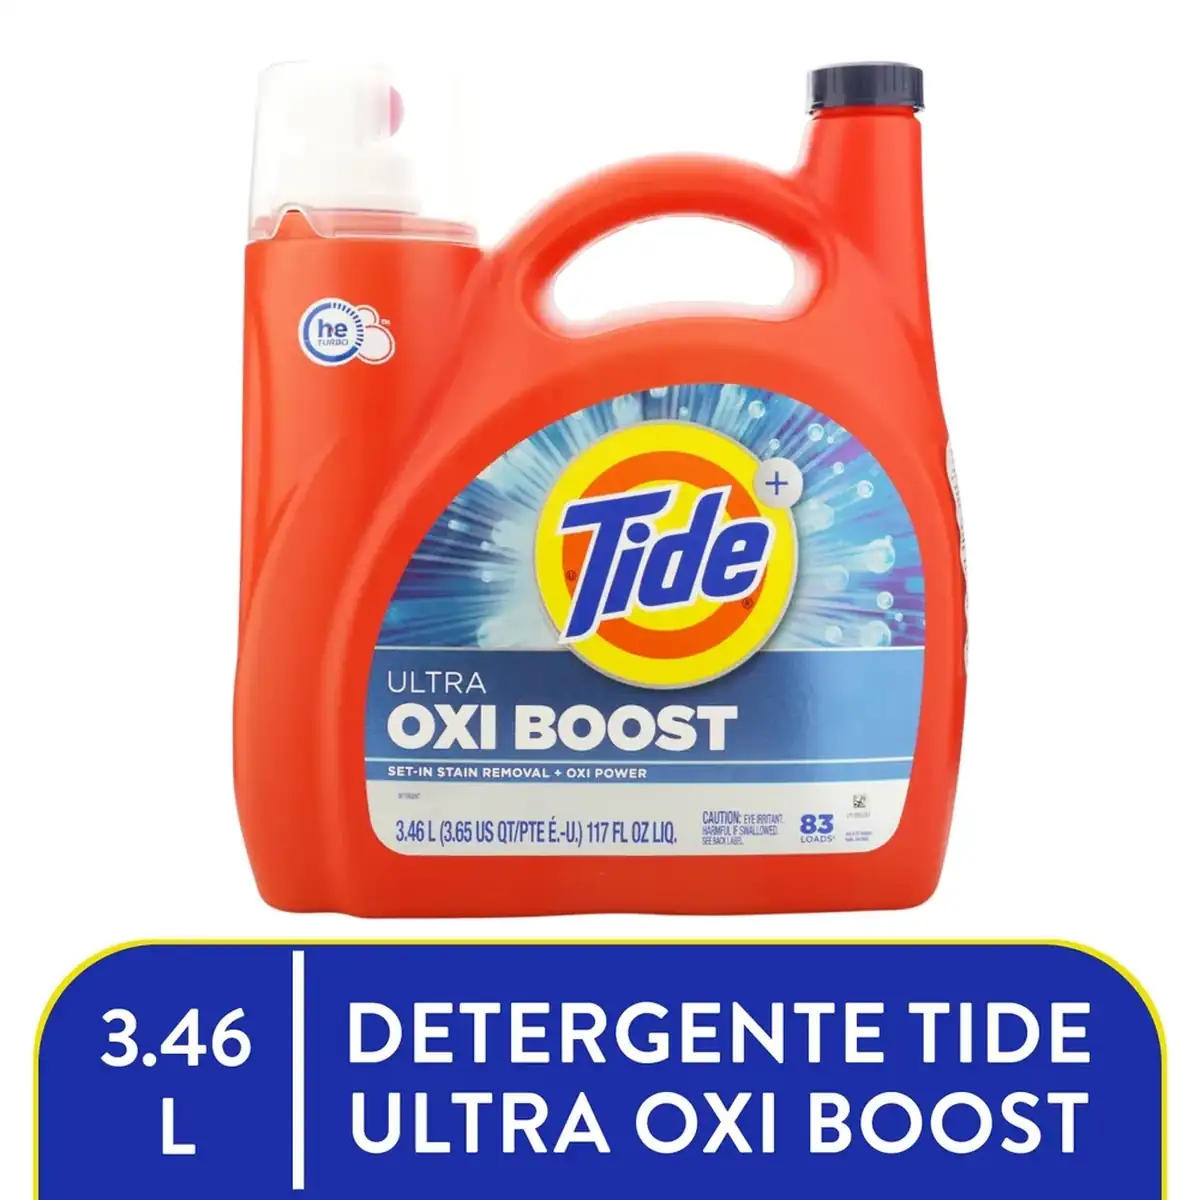 he
TURBO
™
+
Tide
®
ULTRA
OXI BOOST
SET-IN STAIN REMOVAL + OXI POWER
DETERGENT
3.46 L (3.65 US QT/PTE É.-U.) 117 FL OZ LIQ.
CAUTION: EYE IRRITANT.
HARMFUL IF SWALLOWED.
SEE BACK LABEL.
83
LOADS
3.46
L
DETERGENTE TIDE
ULTRA OXI BOOST